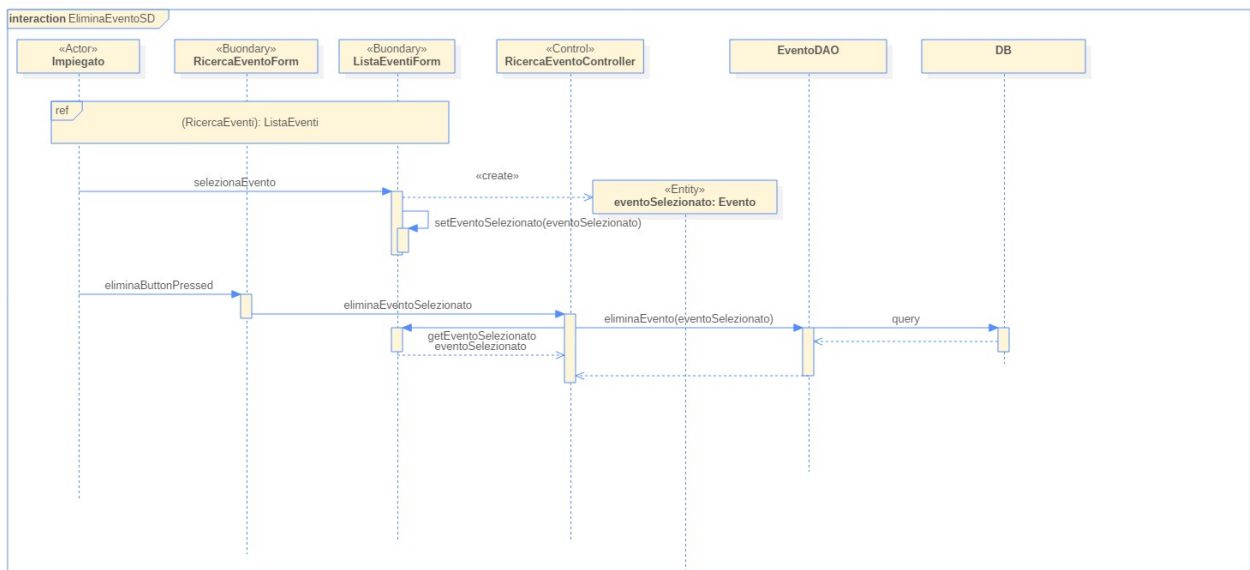 interaction EliminaEventoSD
«Actor»
Impiegato
«Buondary»
RicercaEventoForm
«Buondary»
ListaEventiForm
«Control»
RicercaEventoController
EventoDAO
DB
ref
(RicercaEventi): ListaEventi
selezionaEvento
«create»
«Entity»
eventoSelezionato: Evento
setEventoSelezionato(eventoSelezionato)
eliminaButtonPressed
eliminaEventoSelezionato
eliminaEvento(eventoSelezionato)
query
getEventoSelezionato
eventoSelezionato